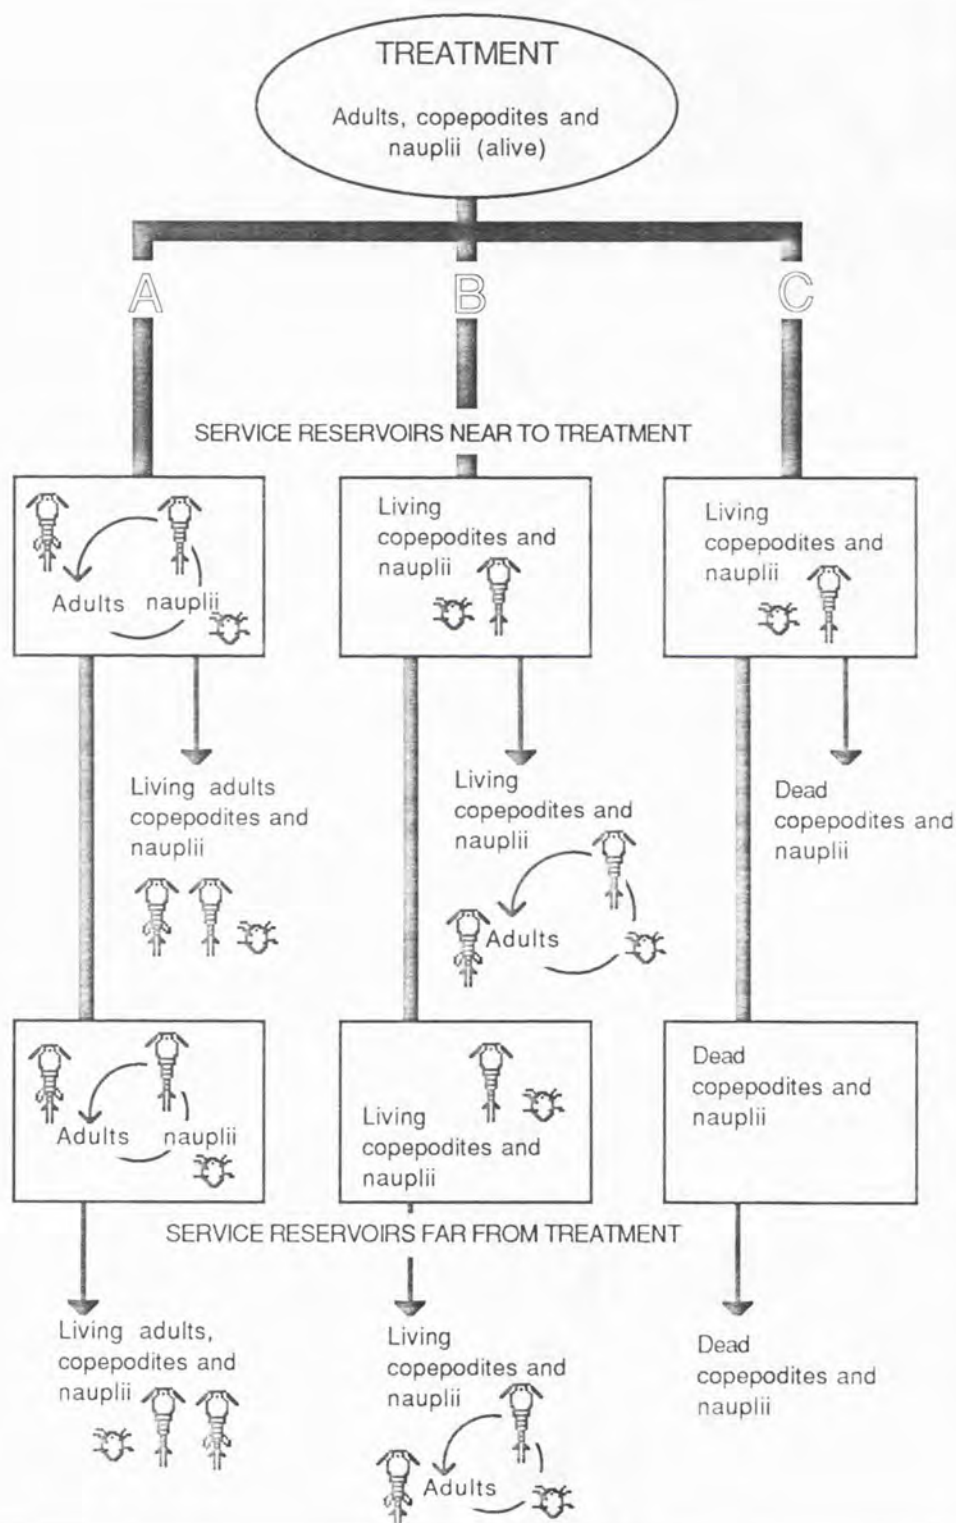 TREATMENT
Adults, copepodites and
nauplii (alive)
A
B
C
SERVICE RESERVOIRS NEAR TO TREATMENT
Adults nauplii
Living
copepodites and
nauplii
Living
copepodites and
nauplii
Living adults
copepodites and
nauplii
Living
copepodites and
nauplii
Adults
Dead
copepodites and
nauplii
Adults nauplii
Living
copepodites and
nauplii
Dead
copepodites and
nauplii
SERVICE RESERVOIRS FAR FROM TREATMENT
Living adults,
copepodites and
nauplii
Living
copepodites and
nauplii
Adults
Dead
copepodites and
nauplii